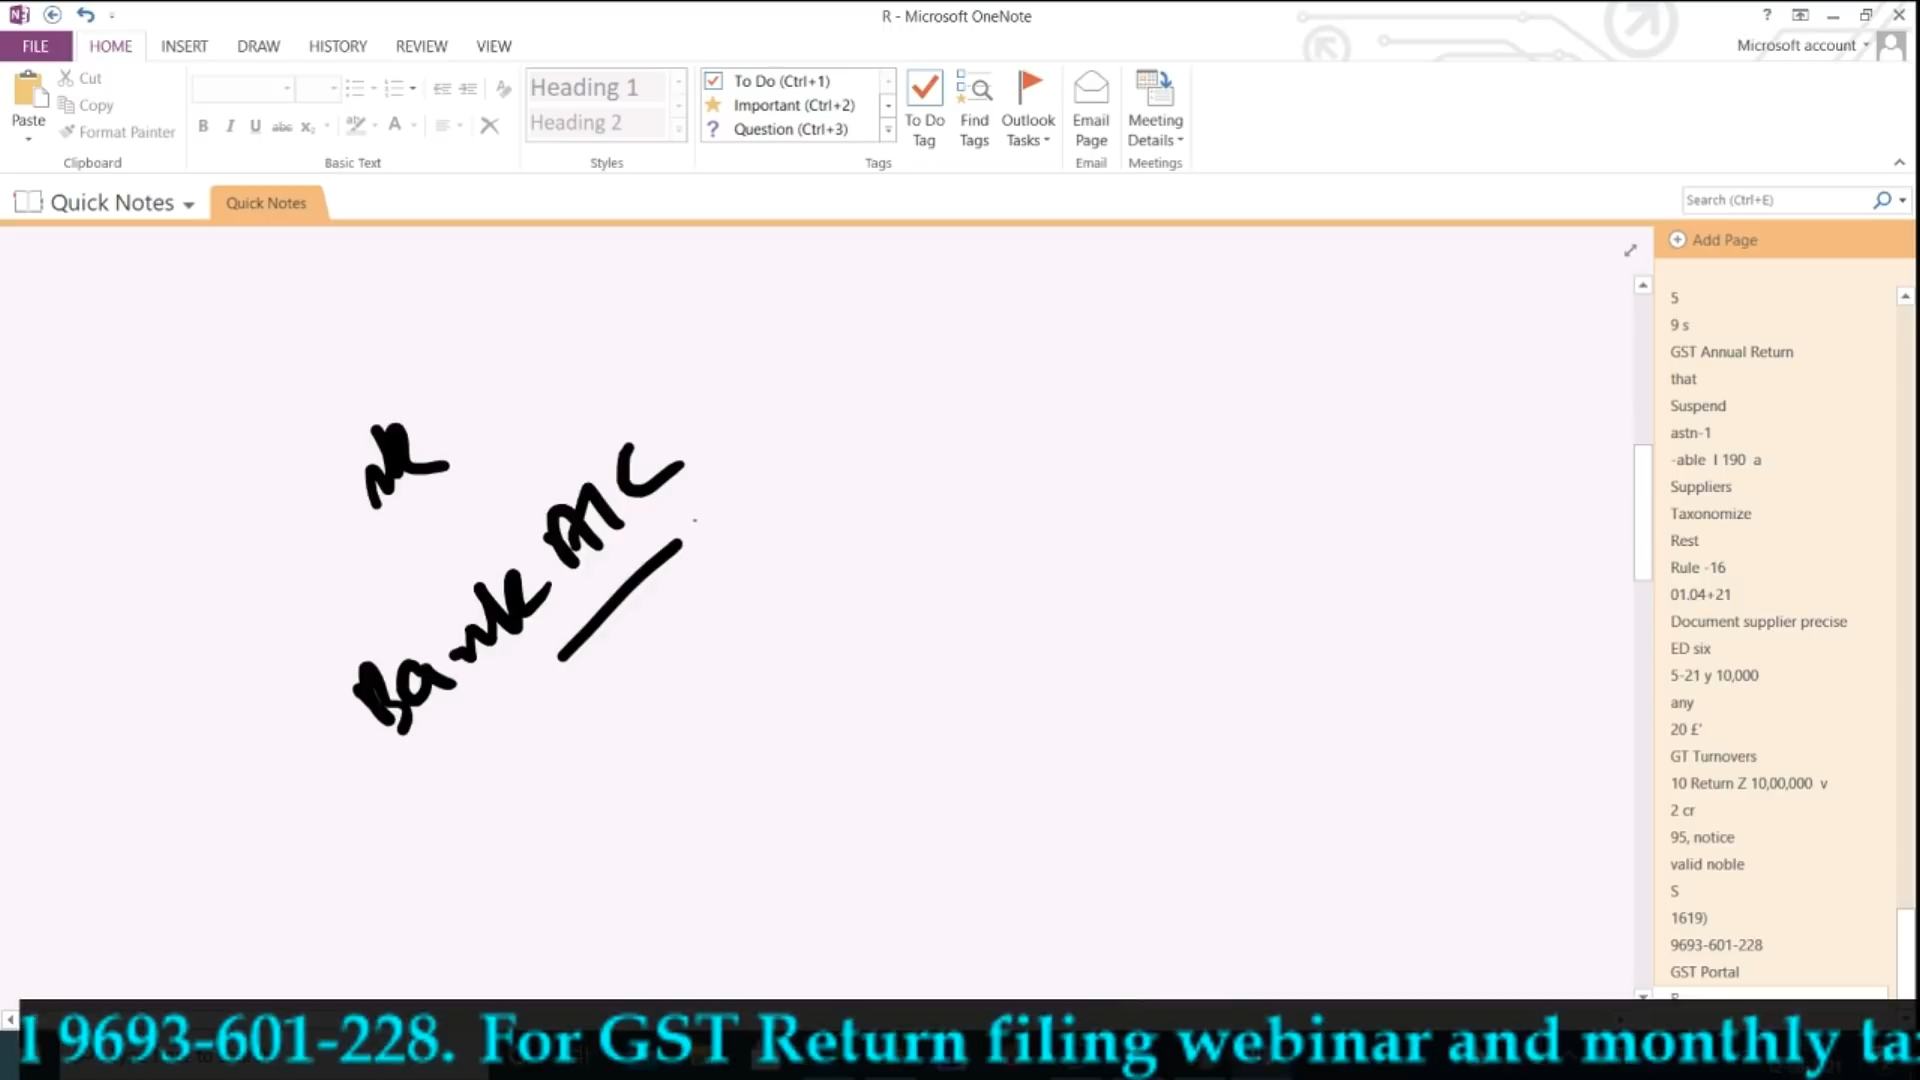 R - Microsoft OneNote
FILE HOME INSERT DRAW HISTORY REVIEW VIEW
Microsoft account
Paste
Cut
Copy
Format Painter
Clipboard
B I U abc x₂ A
Basic Text
Heading 1
Heading 2
Styles
To Do (Ctrl+1)
Important (Ctrl+2)
Question (Ctrl+3)
To Do Tag
Find Tags
Outlook Tasks
Tags
Email Page
Email
Meeting Details
Meetings
Quick Notes
Quick Notes
Search (Ctrl+E)
Add Page
5
9 s
GST Annual Return
that
Suspend
astn-1
-able I 190 a
Suppliers
Taxonomize
Rest
Rule -16
01.04+21
Document supplier precise
ED six
5-21 y 10,000
any
20 £'
GT Turnovers
10 Return Z 10,00,000 v
2 cr
95, notice
valid noble
S
1619)
9693-601-228
GST Portal
Bank A/C
9693-601-228. For GST Return filing webinar and monthly ta